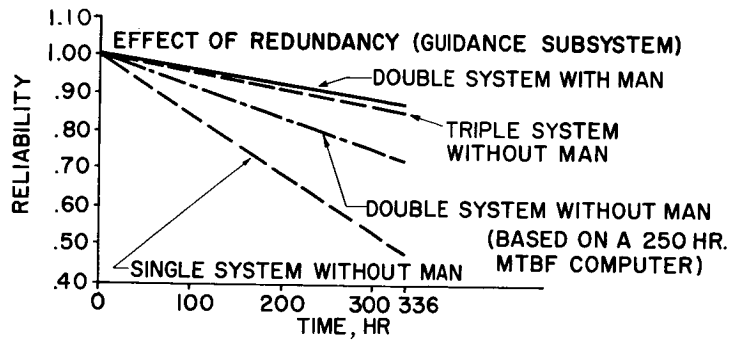 1.10
EFFECT OF REDUNDANCY (GUIDANCE SUBSYSTEM)
1.00
DOUBLE SYSTEM WITH MAN
.90
TRIPLE SYSTEM
WITHOUT MAN
.80
.70
.60
DOUBLE SYSTEM WITHOUT MAN
(BASED ON A 250 HR.
MTBF COMPUTER)
.50
SINGLE SYSTEM WITHOUT MAN
.40
RELIABILITY
0 100 200 300 336
TIME, HR